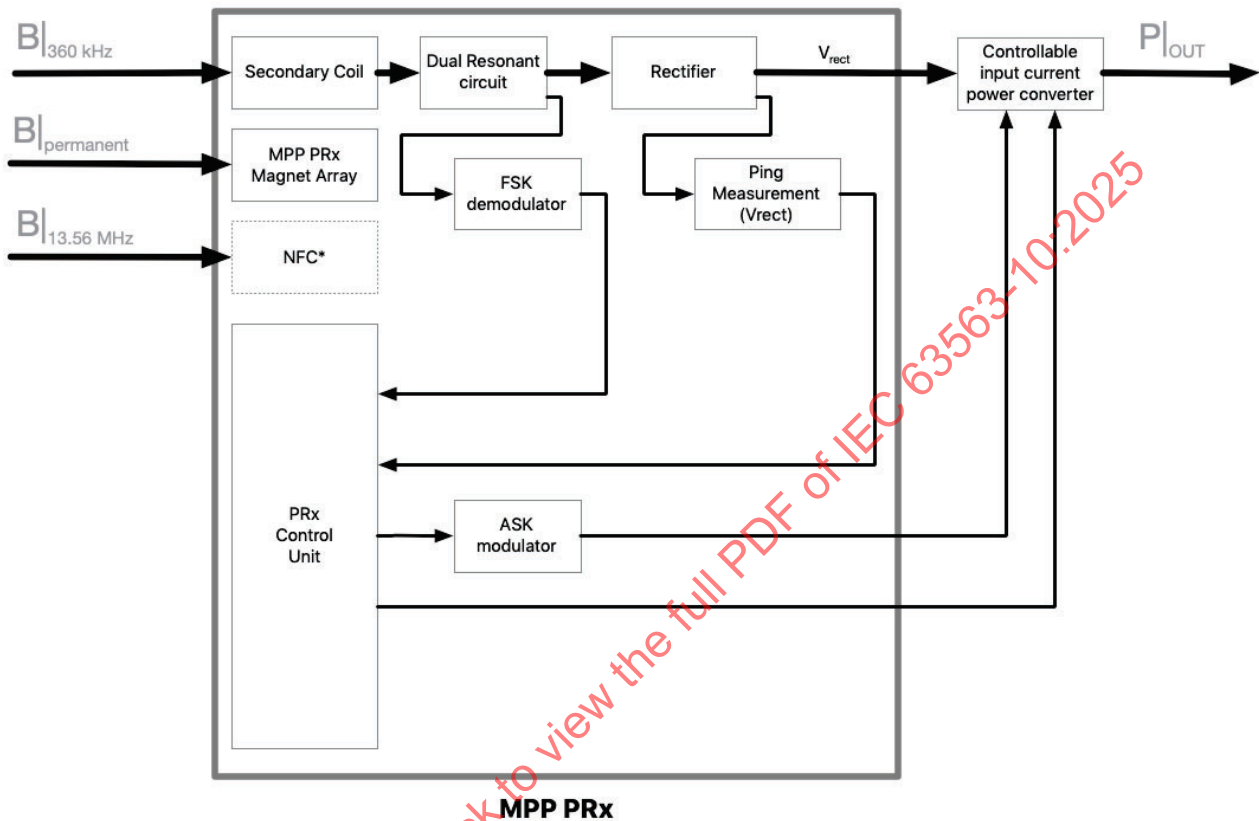 B|360 kHz
Secondary Coil
Dual Resonant
circuit
Rectifier
Vrect
Controllable
input current
power converter
P|OUT
B|permanent
MPP PRx
Magnet Array
FSK
demodulator
Ping
Measurement
(Vrect)
B|13.56 MHz
NFC*
PRx
Control
Unit
ASK
modulator
MPP PRx
to view the full PDF of IEC 63563-10:2025